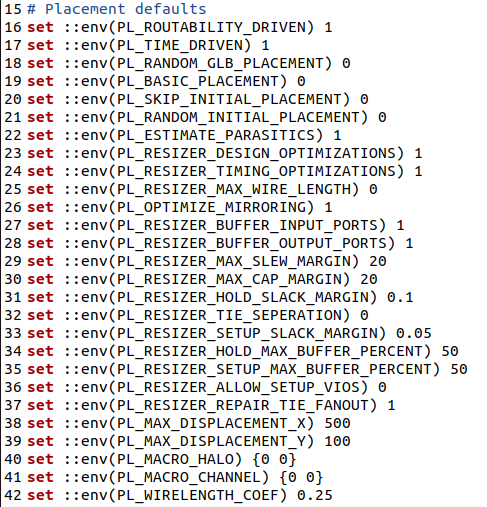 15 # Placement defaults
16 set ::env(PL_ROUTABILITY_DRIVEN) 1
17 set ::env(PL_TIME_DRIVEN) 1
18 set ::env(PL_RANDOM_GLB_PLACEMENT) 0
19 set ::env(PL_BASIC_PLACEMENT) 0
20 set ::env(PL_SKIP_INITIAL_PLACEMENT) 0
21 set ::env(PL_RANDOM_INITIAL_PLACEMENT) 0
22 set ::env(PL_ESTIMATE_PARASITICS) 1
23 set ::env(PL_RESIZER_DESIGN_OPTIMIZATIONS) 1
24 set ::env(PL_RESIZER_TIMING_OPTIMIZATIONS) 1
25 set ::env(PL_RESIZER_MAX_WIRE_LENGTH) 0
26 set ::env(PL_OPTIMIZE_MIRRORING) 1
27 set ::env(PL_RESIZER_BUFFER_INPUT_PORTS) 1
28 set ::env(PL_RESIZER_BUFFER_OUTPUT_PORTS) 1
29 set ::env(PL_RESIZER_MAX_SLEW_MARGIN) 20
30 set ::env(PL_RESIZER_MAX_CAP_MARGIN) 20
31 set ::env(PL_RESIZER_HOLD_SLACK_MARGIN) 0.1
32 set ::env(PL_RESIZER_TIE_SEPERATION) 0
33 set ::env(PL_RESIZER_SETUP_SLACK_MARGIN) 0.05
34 set ::env(PL_RESIZER_HOLD_MAX_BUFFER_PERCENT) 50
35 set ::env(PL_RESIZER_SETUP_MAX_BUFFER_PERCENT) 50
36 set ::env(PL_RESIZER_ALLOW_SETUP_VIOS) 0
37 set ::env(PL_RESIZER_REPAIR_TIE_FANOUT) 1
38 set ::env(PL_MAX_DISPLACEMENT_X) 500
39 set ::env(PL_MAX_DISPLACEMENT_Y) 100
40 set ::env(PL_MACRO_HALO) {0 0}
41 set ::env(PL_MACRO_CHANNEL) {0 0}
42 set ::env(PL_WIRELENGTH_COEF) 0.25